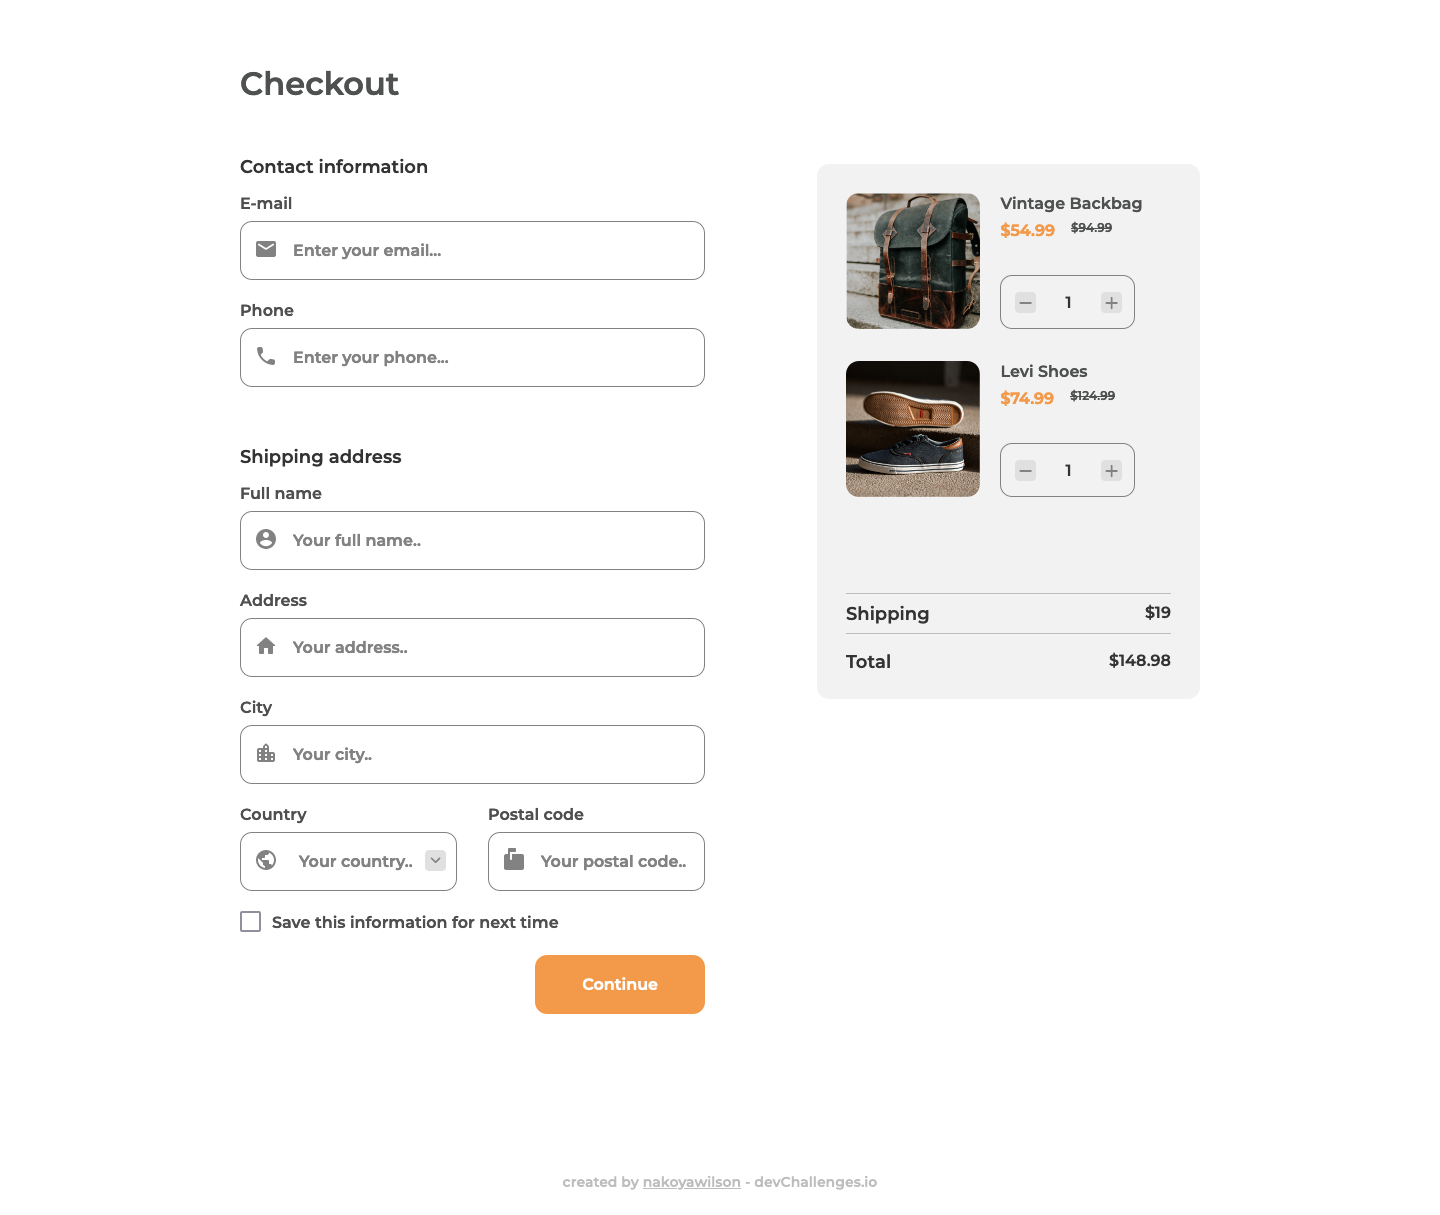 Checkout
Contact information
E-mail
Enter your email...
Phone
Enter your phone...
Shipping address
Full name
Your full name..
Address
Your address..
City
Your city..
Country
Postal code
Your country..
Your postal code..
Save this information for next time
Continue
Vintage Backbag
$54.99 $94.99
1
Levi Shoes
$74.99 $124.99
1
Shipping $19
Total $148.98
created by nakoyawilson - devChallenges.io